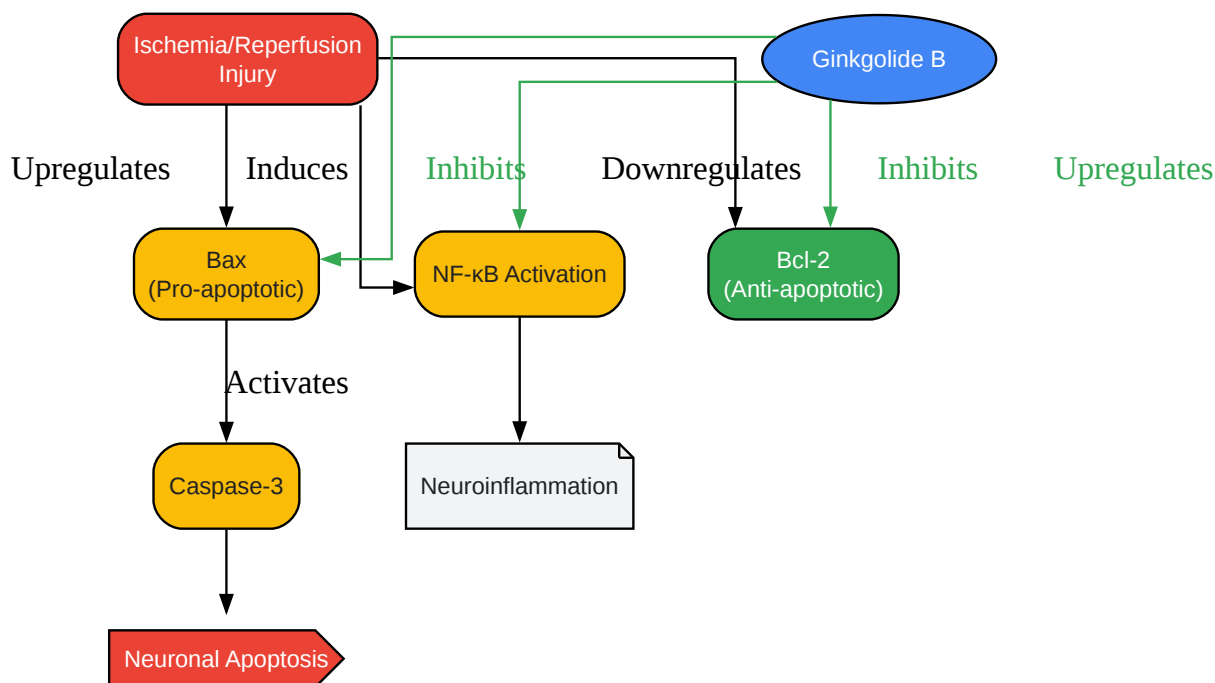 Ischemia/Reperfusion
Injury
Ginkgolide B
Upregulates
Induces
Inhibits
Downregulates
Inhibits
Upregulates
Bax
(Pro-apoptotic)
NF-κB Activation
Bcl-2
(Anti-apoptotic)
Activates
Caspase-3
Neuroinflammation
Neuronal Apoptosis